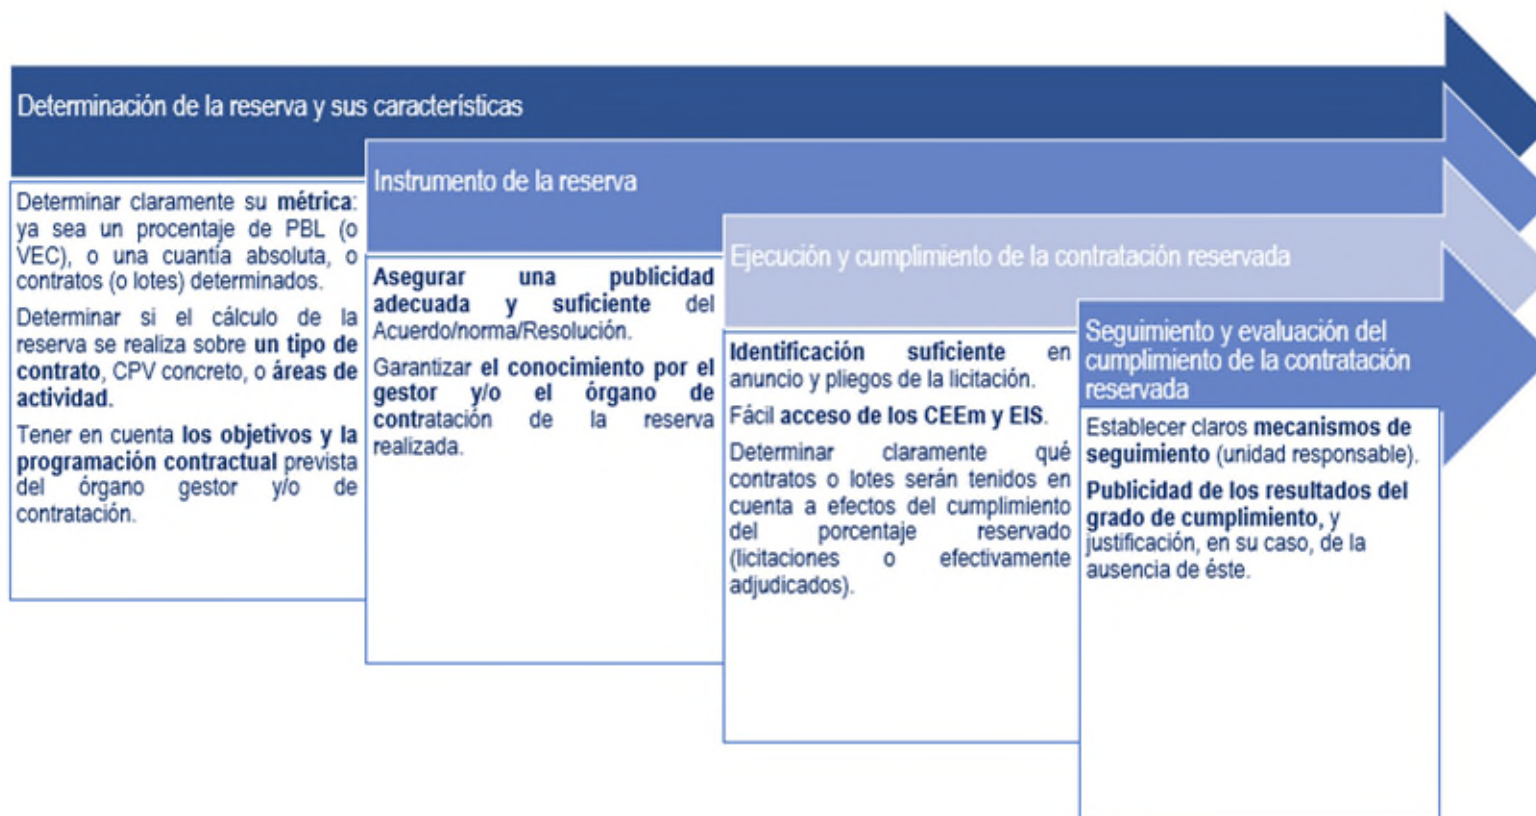 Determinación de la reserva y sus características
Determinar claramente su métrica:
ya sea un procentaje de PBL (o
VEC), o una cuantía absoluta, o
contratos (o lotes) determinados.
Determinar si el cálculo de la
reserva se realiza sobre un tipo de
contrato, CPV concreto, o áreas de
actividad.
Tener en cuenta los objetivos y la
programación contractual prevista
del órgano gestor y/o de
contratación.
Instrumento de la reserva
Asegurar una publicidad
adecuada y suficiente del
Acuerdo/norma/Resolución.
Garantizar el conocimiento por el
gestor y/o el órgano de
contratación de la reserva
realizada.
Ejecución y cumplimiento de la contratación reservada
Identificación suficiente en
anuncio y pliegos de la licitación.
Fácil acceso de los CEEm y EIS.
Determinar claramente qué
contratos o lotes serán tenidos en
cuenta a efectos del cumplimiento
del porcentaje reservado
(licitaciones o efectivamente
adjudicados).
Seguimiento y evaluación del
cumplimiento de la contratación
reservada
Establecer claros mecanismos de
seguimiento (unidad responsable).
Publicidad de los resultados del
grado de cumplimiento, y
justificación, en su caso, de la
ausencia de éste.